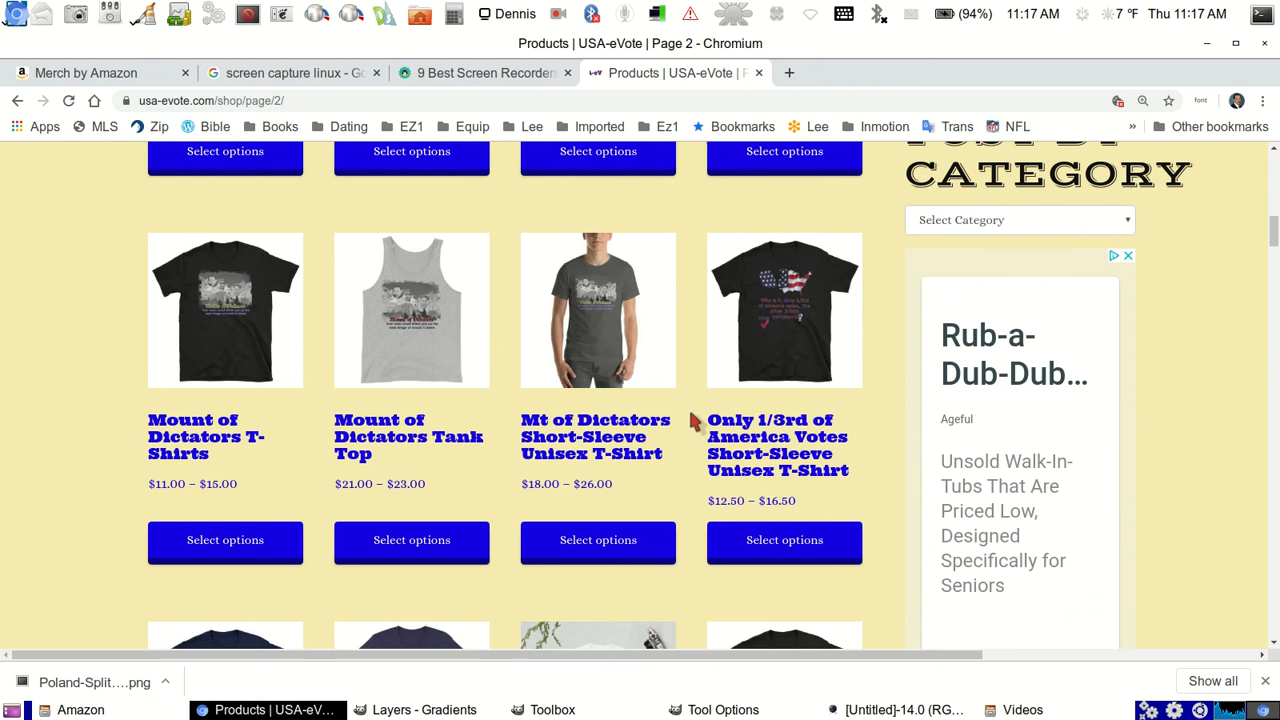 Dennis
(94%)
11:17 AM
7 °F
Thu 11:17 AM
Products | USA-eVote | Page 2 - Chromium
Merch by Amazon
screen capture linux - Go
9 Best Screen Recorders
Products | USA-eVote | P
usa-evote.com/shop/page/2/
font
Apps
MLS
Zip
Bible
Books
Dating
EZ1
Equip
Lee
Imported
Ez1
Bookmarks
Lee
Inmotion
Trans
NFL
Other bookmarks
Select options
Select options
Select options
Select options
POST BY
CATEGORY
Select Category
Mount of
Dictators T-
Shirts
$11.00 – $15.00
Select options
Mount of
Dictators Tank
Top
$21.00 – $23.00
Select options
Mt of Dictators
Short-Sleeve
Unisex T-Shirt
$18.00 – $26.00
Select options
Only 1/3rd of
America Votes
Short-Sleeve
Unisex T-Shirt
$12.50 – $16.50
Select options
Rub-a-
Dub-Dub...
Ageful
Unsold Walk-In-
Tubs That Are
Priced Low,
Designed
Specifically for
Seniors
Poland-Split....png
Show all
Amazon
Products | USA-eV...
Layers - Gradients
Toolbox
Tool Options
[Untitled]-14.0 (RG...
Videos